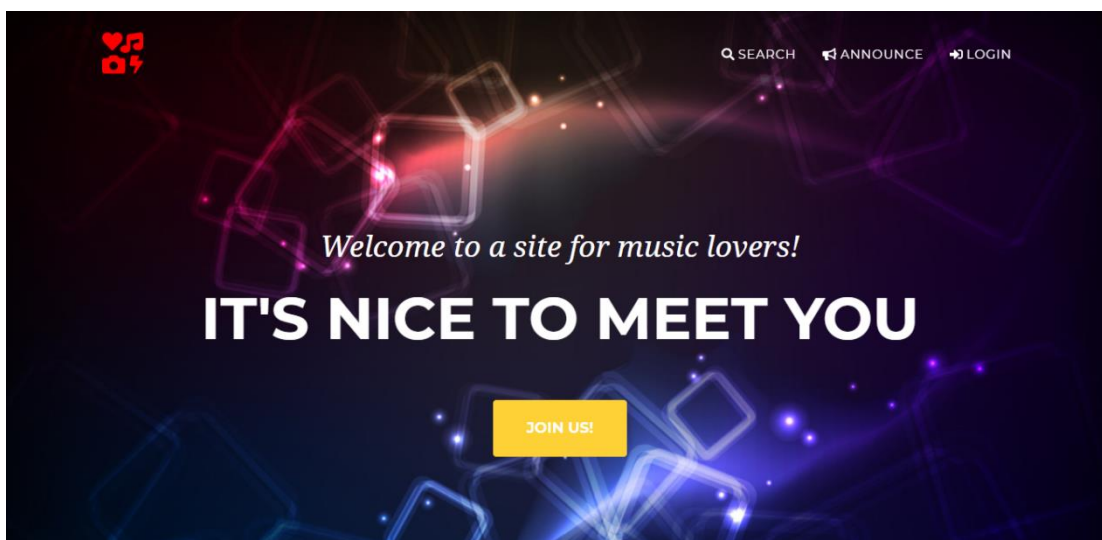 SEARCH ANNOUNCE LOGIN
Welcome to a site for music lovers!
IT'S NICE TO MEET YOU
JOIN US!